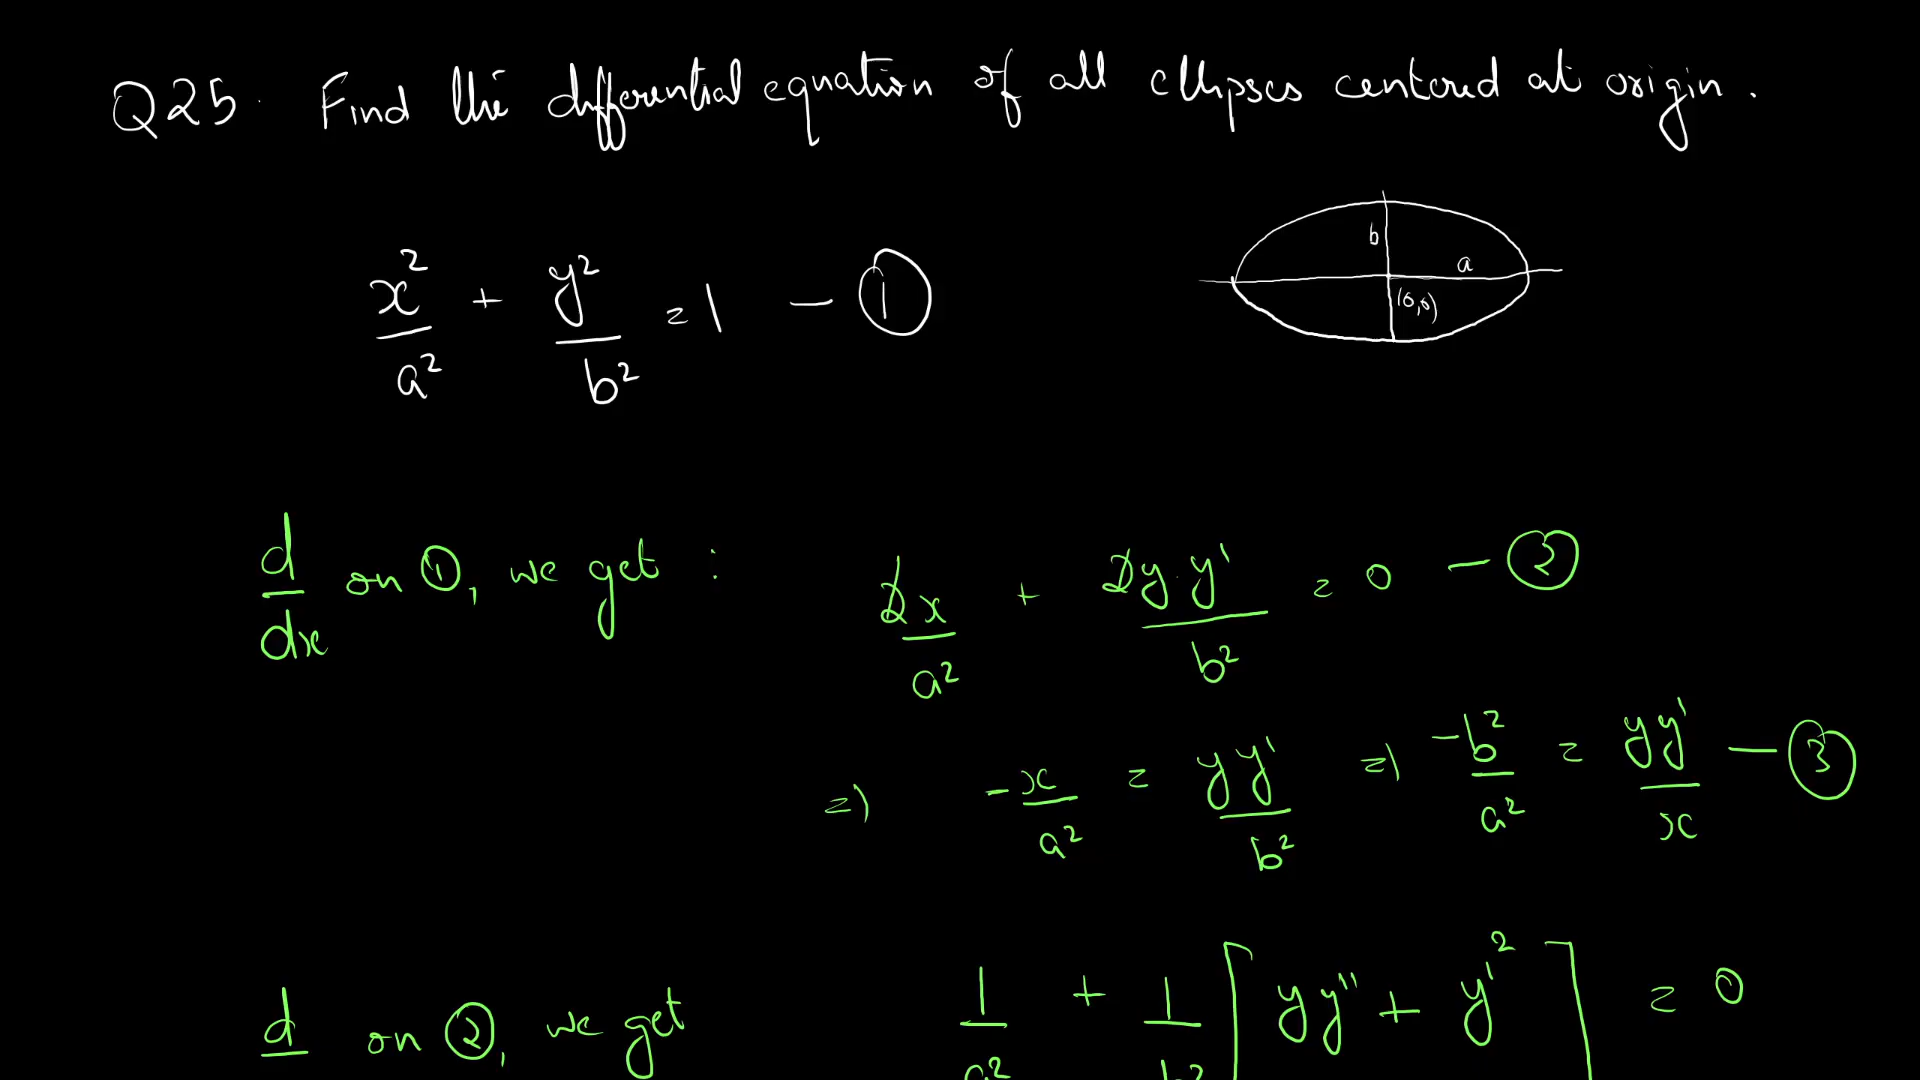 Q25. Find the differential equation of all ellipses centered at origin.
x²/a² + y²/b² = 1 — ①
b
a
(0,0)
d/dx on ①, we get : 2x/a² + 2y.y'/b² = 0 — ②
=) -x/a² = yy'/b² =) -b²/a² = yy'/x — ③
d on ②, we get 1/a² + 1/b² [yy'' + y'² ] = 0